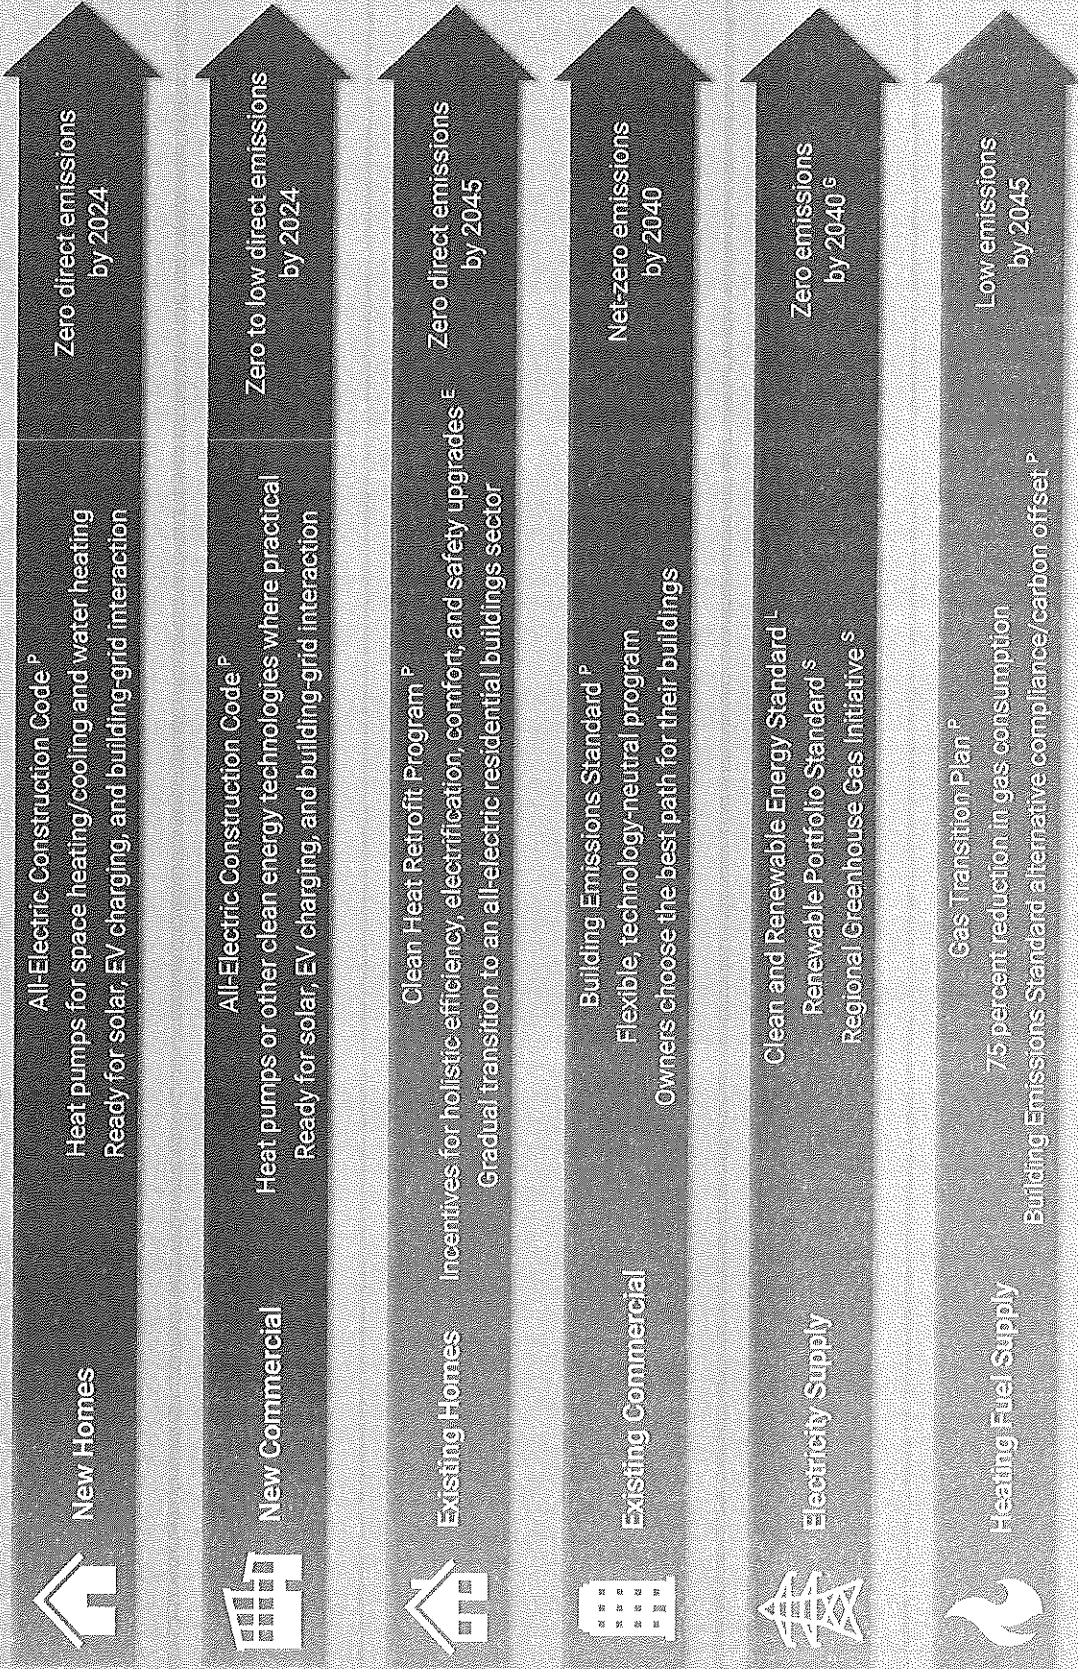 New Homes
All-Electric Construction Code P
Heat pumps for space heating/cooling and water heating
Ready for solar, EV charging, and building-grid interaction
Zero direct emissions
by 2024
New Commercial
All-Electric Construction Code P
Heat pumps or other clean energy technologies where practical
Ready for solar, EV charging, and building-grid interaction
Zero to low direct emissions
by 2024
Existing Homes
Clean Heat Retrofit Program P
Incentives for holistic efficiency, electrification, comfort, and safety upgrades E
Gradual transition to an all-electric residential buildings sector
Zero direct emissions
by 2045
Existing Commercial
Building Emissions Standard P
Flexible, technology-neutral program
Owners choose the best path for their buildings
Net-zero emissions
by 2040
Electricity Supply
Clean and Renewable Energy Standard L
Renewable Portfolio Standard S
Regional Greenhouse Gas Initiative S
Zero emissions
by 2040 G
Heating Fuel Supply
Gas Transition Plan P
75 percent reduction in gas consumption
Building Emissions Standard alternative compliance/carbon offset P
Low emissions
by 2045